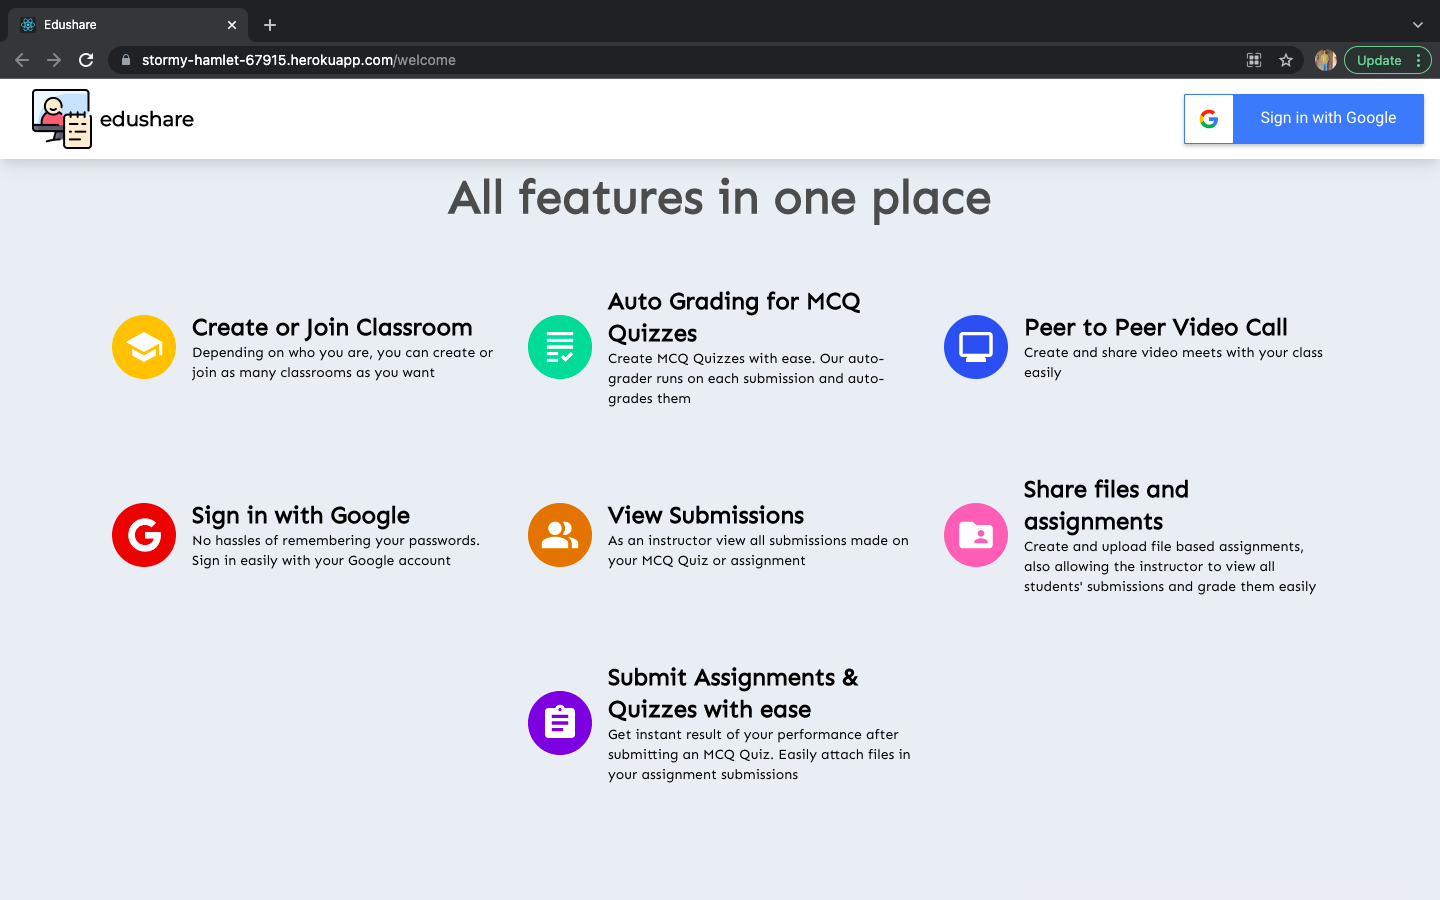 Edushare
stormy-hamlet-67915.herokuapp.com/welcome
Update
edushare
Sign in with Google
All features in one place
Create or Join Classroom
Depending on who you are, you can create or
join as many classrooms as you want
Auto Grading for MCQ
Quizzes
Create MCQ Quizzes with ease. Our auto-
grader runs on each submission and auto-
grades them
Peer to Peer Video Call
Create and share video meets with your class
easily
Sign in with Google
No hassles of remembering your passwords.
Sign in easily with your Google account
View Submissions
As an instructor view all submissions made on
your MCQ Quiz or assignment
Share files and
assignments
Create and upload file based assignments,
also allowing the instructor to view all
students' submissions and grade them easily
Submit Assignments &
Quizzes with ease
Get instant result of your performance after
submitting an MCQ Quiz. Easily attach files in
your assignment submissions